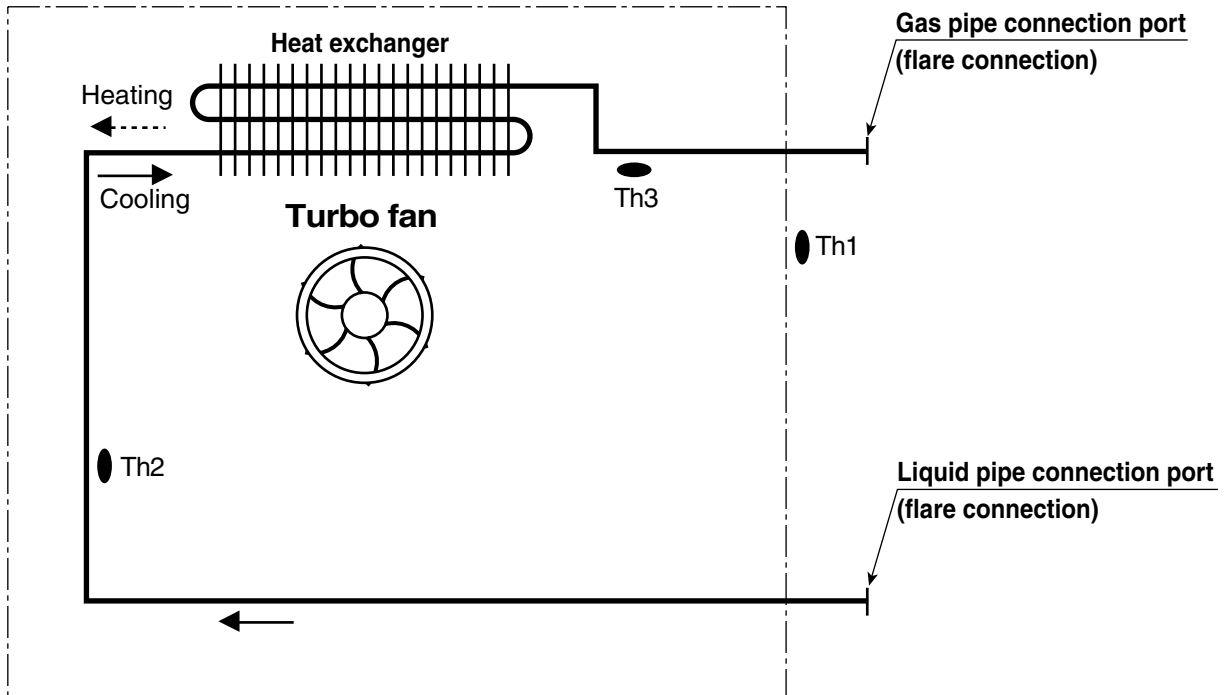 Gas pipe connection port
(flare connection)
Heat exchanger
Heating
Cooling
Th3
Turbo fan
Th1
Th2
Liquid pipe connection port
(flare connection)